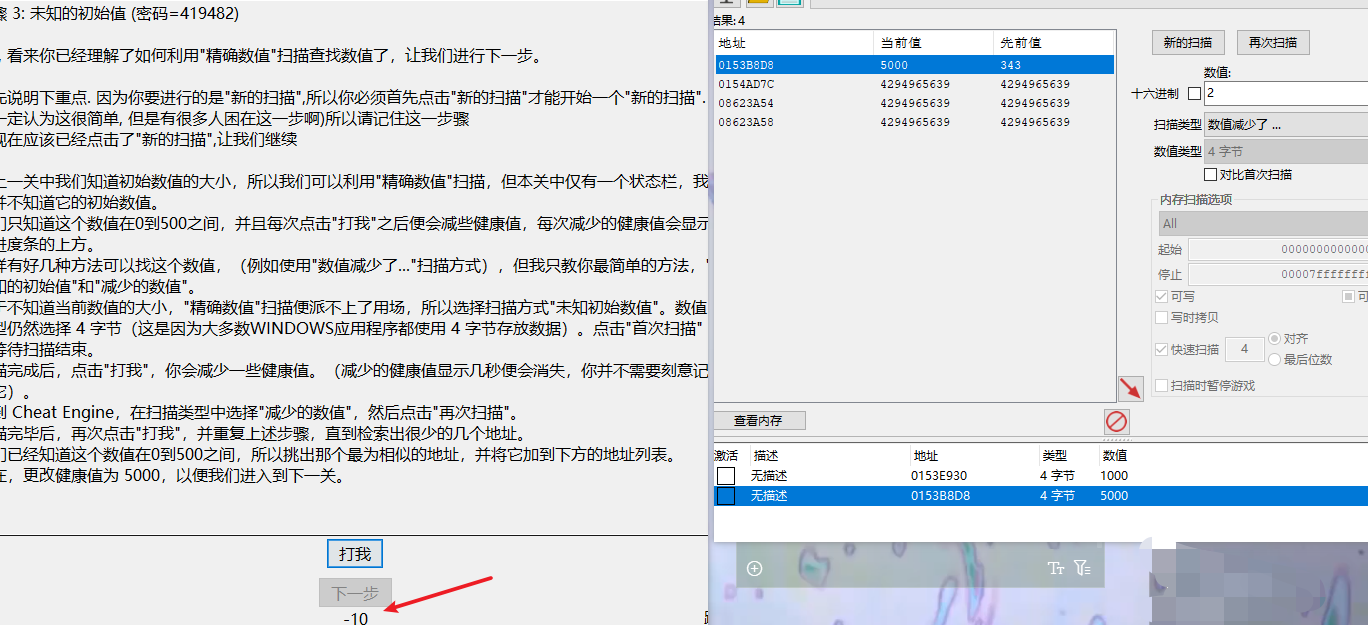 骤 3: 未知的初始值 (密码=419482)
, 看来你已经理解了如何利用"精确数值"扫描查找数值了，让我们进行下一步。
先说明下重点. 因为你要进行的是"新的扫描",所以你必须首先点击"新的扫描"才能开始一个"新的扫描".
一定认为这很简单, 但是有很多人困在这一步啊)所以请记住这一步骤
现在应该已经点击了"新的扫描",让我们继续
上一关中我们知道初始数值的大小，所以我们可以利用"精确数值"扫描，但本关中仅有一个状态栏，我
并不知道它的初始数值。
们只知道这个数值在0到500之间，并且每次点击"打我"之后便会减些健康值，每次减少的健康值会显示
进度条的上方。
样有好几种方法可以找这个数值，（例如使用"数值减少了..."扫描方式），但我只教你最简单的方法，"
知的初始值"和"减少的数值"。
于不知道当前数值的大小，"精确数值"扫描便派不上了用场，所以选择扫描方式"未知初始数值"。数值
型仍然选择 4 字节（这是因为大多数WINDOWS应用程序都使用 4 字节存放数据）。点击"首次扫描"
等待扫描结束。
描完成后，点击"打我"，你会减少一些健康值。（减少的健康值显示几秒便会消失，你并不需要刻意记
它）。
到 Cheat Engine，在扫描类型中选择"减少的数值"，然后点击"再次扫描"。
描完毕后，再次点击"打我"，并重复上述步骤，直到检索出很少的几个地址。
们已经知道这个数值在0到500之间，所以挑出那个最为相似的地址，并将它加到下方的地址列表。
在，更改健康值为 5000，以便我们进入到下一关。
打我
下一步
-10
结果: 4
地址 当前值 先前值
0153B8D8 5000 343
0154AD7C 4294965639 4294965639
08623A54 4294965639 4294965639
08623A58 4294965639 4294965639
新的扫描 再次扫描
数值:
十六进制 2
扫描类型 数值减少了 ...
数值类型 4 字节
对比首次扫描
内存扫描选项
All
起始 0000000000000
停止 00007fffffff
可写 可
写时拷贝
快速扫描 4 对齐
最后位数
扫描时暂停游戏
查看内存
激活 描述 地址 类型 数值
无描述 0153E930 4 字节 1000
无描述 0153B8D8 4 字节 5000